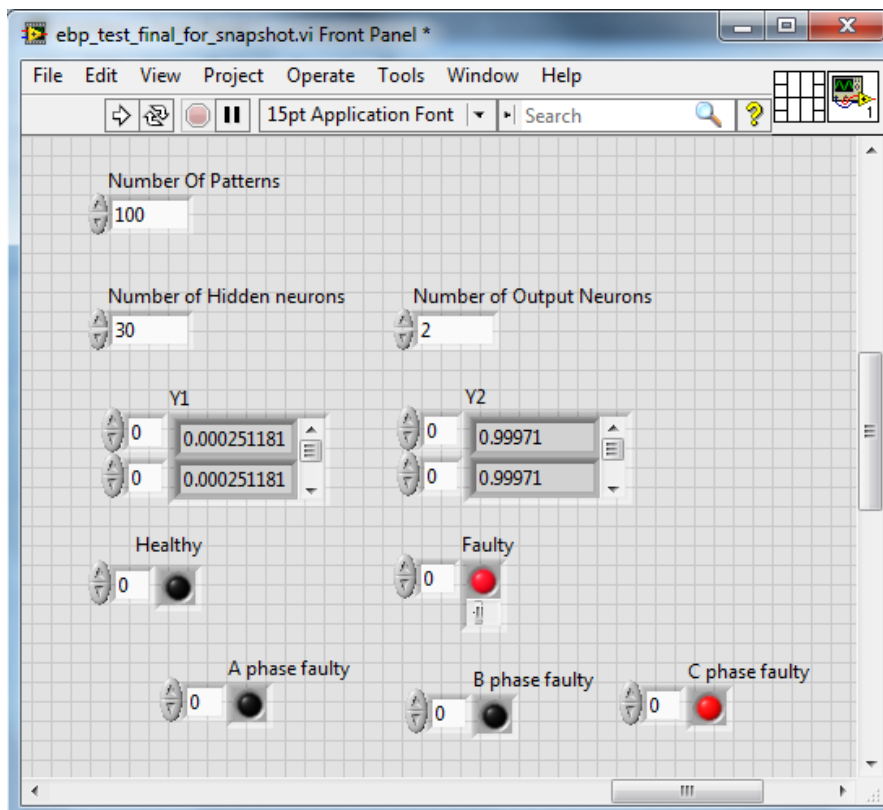 ebp_test_final_for_snapshot.vi Front Panel *
File Edit View Project Operate Tools Window Help
15pt Application Font Search ? 1
Number Of Patterns
100
Number of Hidden neurons Number of Output Neurons
30 2
Y1 Y2
0 0.000251181 0 0.99971
0 0.000251181 0 0.99971
Healthy Faulty
0 0
A phase faulty B phase faulty C phase faulty
0 0 0